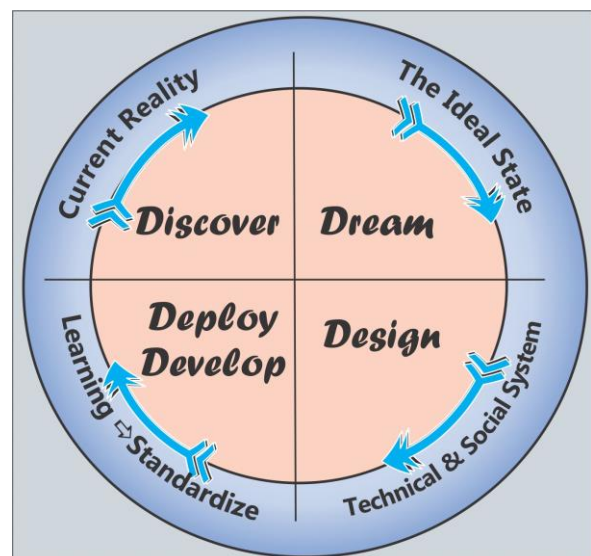 Current Reality
The Ideal State
Discover
Dream
Deploy
Develop
Design
Learning ⇨Standardize
Technical & Social System